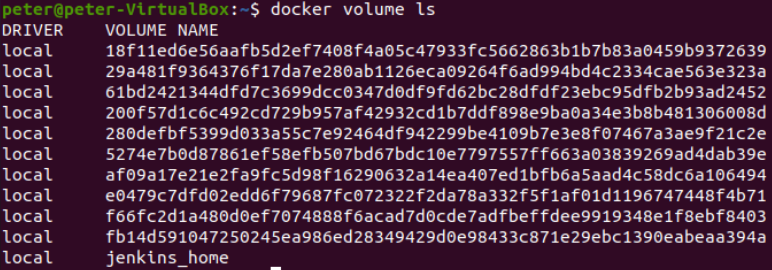 peter@peter-VirtualBox:~$ docker volume ls
DRIVER    VOLUME NAME
local     18f11ed6e56aafb5d2ef7408f4a05c47933fc5662863b1b7b83a0459b9372639
local     29a481f9364376f17da7e280ab1126eca09264f6ad994bd4c2334cae563e323a
local     61bd2421344dfd7c3699dcc0347d0df9fd62bc28dfdf23ebc95dfb2b93ad2452
local     200f57d1c6c492cd729b957af42932cd1b7ddf898e9ba0a34e3b8b481306008d
local     280defbf5399d033a55c7e92464df942299be4109b7e3e8f07467a3ae9f21c2e
local     5274e7b0d87861ef58efb507bd67bdc10e7797557ff663a03839269ad4dab39e
local     af09a17e21e2fa9fc5d98f16290632a14ea407ed1bfb6a5aad4c58dc6a106494
local     e0479c7dfd02edd6f79687fc072322f2da78a332f5f1af01d1196747448f4b71
local     f66fc2d1a480d0ef7074888f6acad7d0cde7adfbeffdee9919348e1f8ebf8403
local     fb14d591047250245ea986ed28349429d0e98433c871e29ebc1390eabeaa394a
local     jenkins_home